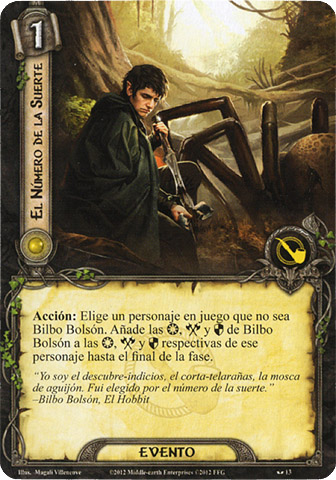 1
EL NÚMERO DE LA SUERTE
Acción: Elige un personaje en juego que no sea
Bilbo Bolsón. Añade las , y de Bilbo
Bolsón a las , y respectivas de ese
personaje hasta el final de la fase.
“Yo soy el descubre-indicios, el corta-telarañas, la mosca
de aguijón. Fui elegido por el número de la suerte.”
–Bilbo Bolsón, El Hobbit
EVENTO
Illus. Magali Villeneuve ©2012 Middle-earth Enterprises ©2012 FFG 13